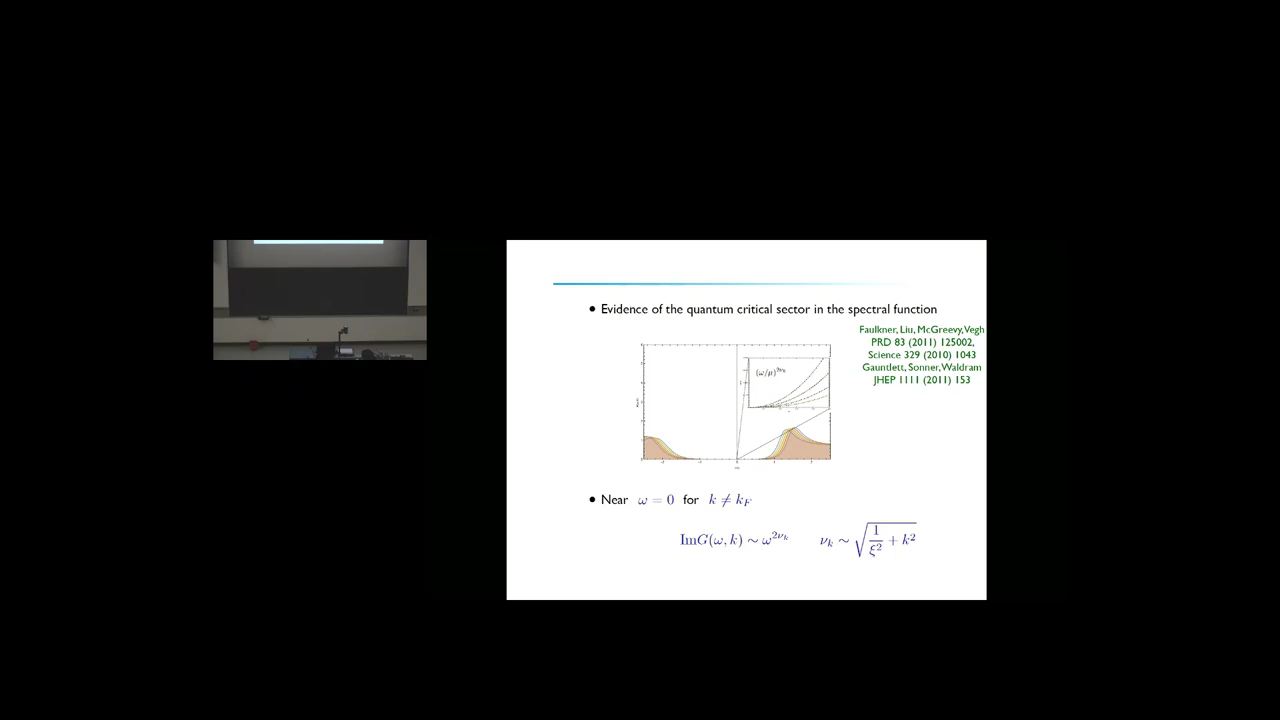 • Evidence of the quantum critical sector in the spectral function
Faulkner, Liu, McGreevy, Vegh
PRD 83 (2011) 125002,
Science 329 (2010) 1043
Gauntlett, Sonner, Waldram
JHEP 1111 (2011) 153
(ω/μ)^{2ν_k}
• Near ω = 0 for k ≠ k_F
ImG(ω, k) ∼ ω^{2ν_k} ν_k ∼ √(1/ξ² + k²)